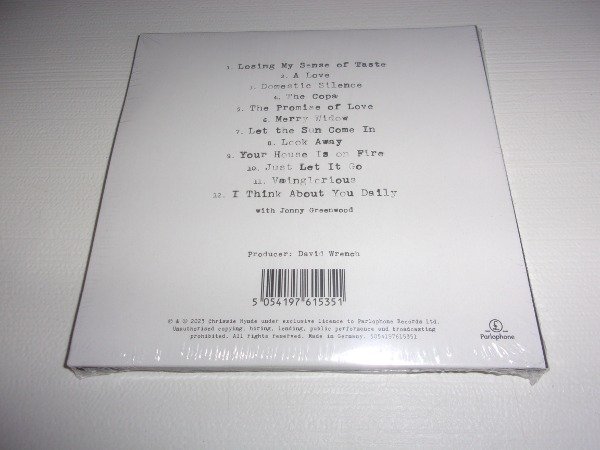 1. Losing My Sense of Taste
2. A Love
3. Domestic Silence
4. The Copa
5. The Promise of Love
6. Merry Widow
7. Let the Sun Come In
8. Look Away
9. Your House Is on Fire
10. Just Let It Go
11. Vainglorious
12. I Think About You Daily
with Jonny Greenwood
Producer: David Wrench
5 054197 615351
℗ & © 2023 Chrissie Hynde under exclusive licence to Parlophone Records Ltd.
Unauthorised copying, hiring, lending, public performance and broadcasting
prohibited. All rights reserved. Made in Germany. 5054197615351
£
Parlophone